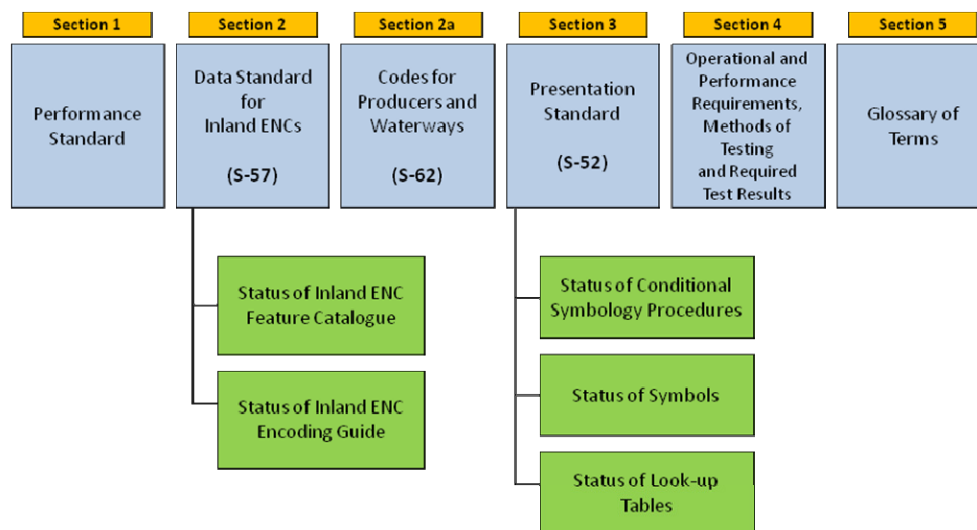 Section 1
Performance
Standard
Section 2
Data Standard
for
Inland ENCs
(S-57)
Section 2a
Codes for
Producers and
Waterways
(S-62)
Section 3
Presentation
Standard
(S-52)
Section 4
Operational and
Performance
Requirements,
Methods of
Testing
and Required
Test Results
Section 5
Glossary of
Terms
Status of Inland ENC
Feature Catalogue
Status of Inland ENC
Encoding Guide
Status of Conditional
Symbology Procedures
Status of Symbols
Status of Look-up
Tables